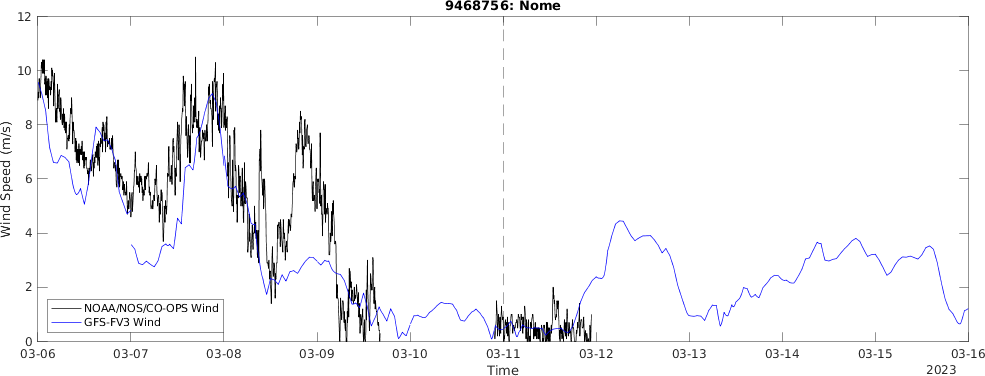 9468756: Nome
Wind Speed (m/s)
12
10
8
6
4
2
0
NOAA/NOS/CO-OPS Wind
GFS-FV3 Wind
03-06 03-07 03-08 03-09 03-10 03-11 03-12 03-13 03-14 03-15 03-16
Time
2023